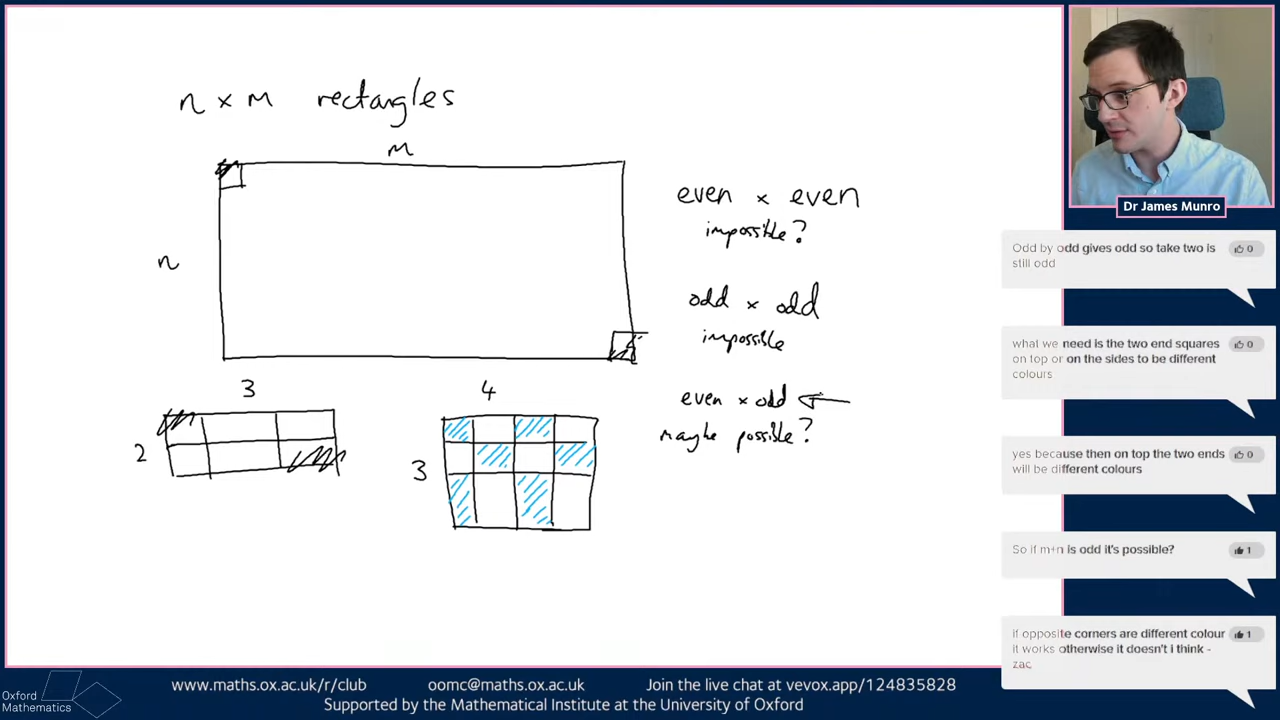 n × m rectangles
m
n
even × even
impossible?
odd × odd
impossible
even × odd
maybe possible?
3
2
4
3
Dr James Munro
Odd by odd gives odd so take two is
still odd
0
what we need is the two end squares
on top or on the sides to be different
colours
0
yes because then on top the two ends
will be different colours
0
So if m+n is odd it's possible?
1
if opposite corners are different colour
it works otherwise it doesn't i think -
zac
1
Oxford
Mathematics
www.maths.ox.ac.uk/r/club oomc@maths.ox.ac.uk Join the live chat at vevox.app/124835828
Supported by the Mathematical Institute at the University of Oxford